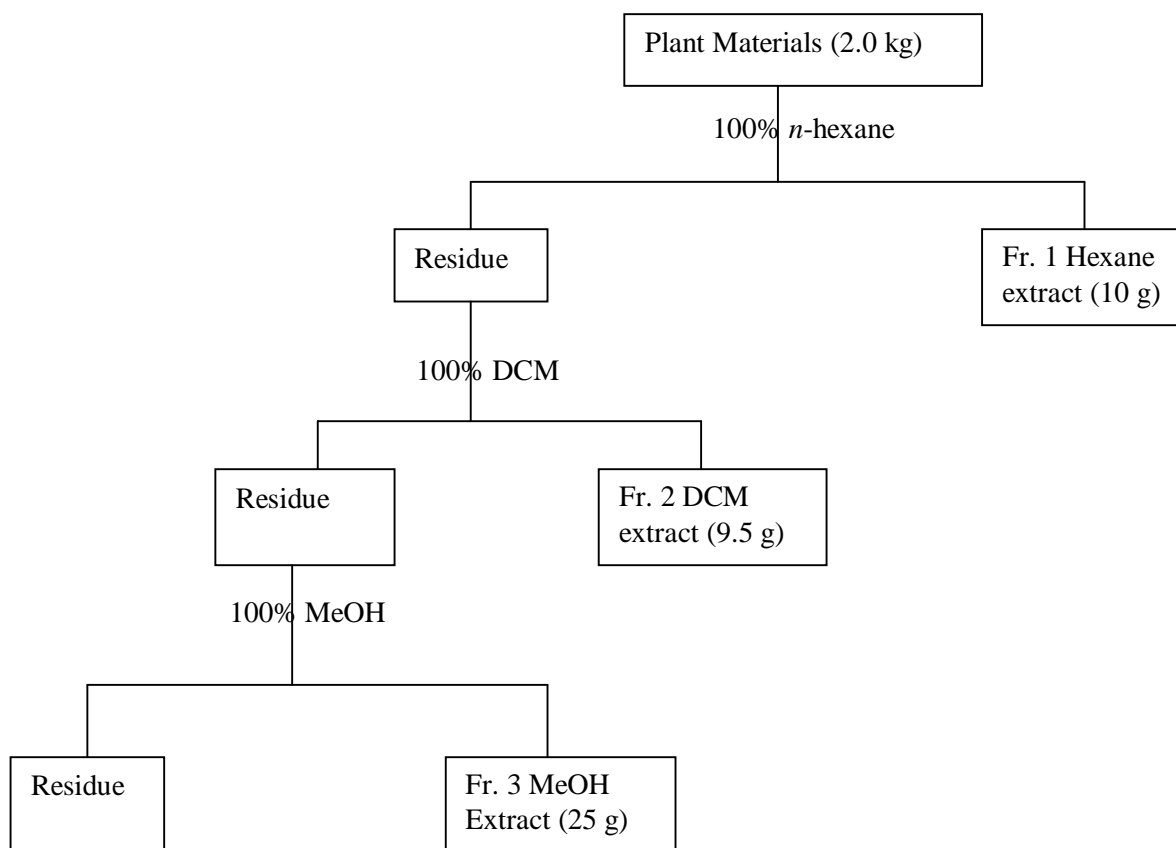 Plant Materials (2.0 kg)
100% n-hexane
Residue
Fr. 1 Hexane
extract (10 g)
100% DCM
Residue
Fr. 2 DCM
extract (9.5 g)
100% MeOH
Residue
Fr. 3 MeOH
Extract (25 g)